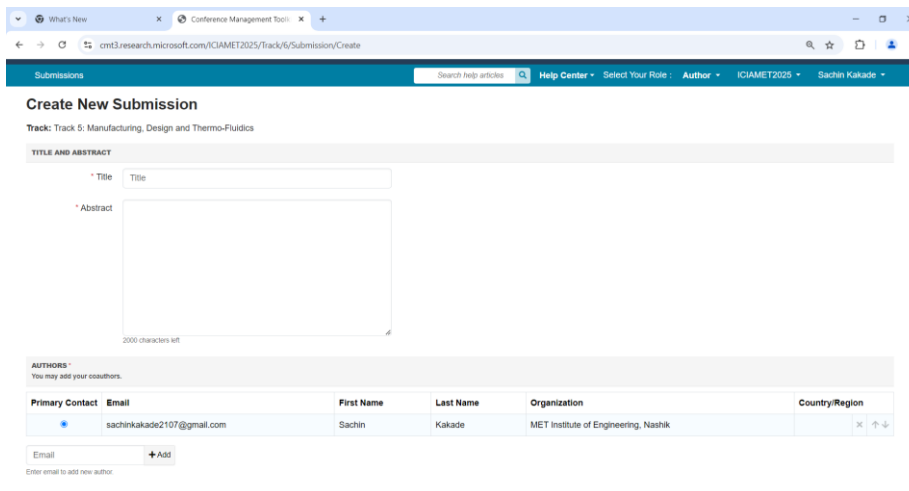 What's New
Conference Management Toolki
cmt3.research.microsoft.com/ICIAMET2025/Track/6/Submission/Create
Submissions
Search help articles
Help Center
Select Your Role :
Author
ICIAMET2025
Sachin Kakade
Create New Submission
Track: Track 5: Manufacturing, Design and Thermo-Fluidics
TITLE AND ABSTRACT
* Title
Title
* Abstract
2000 characters left
AUTHORS *
You may add your coauthors.
Primary Contact Email First Name Last Name Organization Country/Region
sachinkakade2107@gmail.com Sachin Kakade MET Institute of Engineering, Nashik
Email
+ Add
Enter email to add new author.